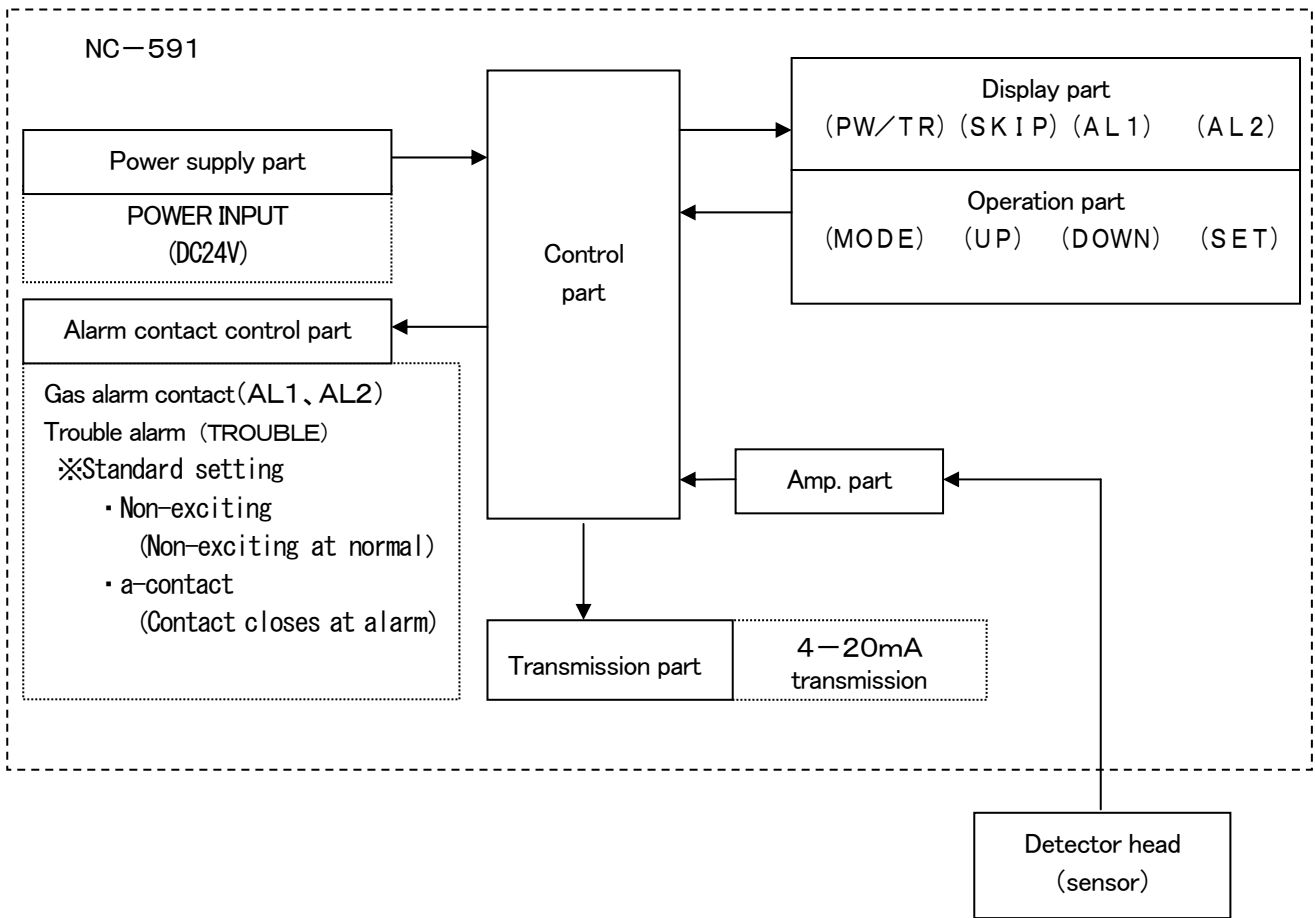 NC－591
Power supply part
POWER INPUT
(DC24V)
Alarm contact control part
Gas alarm contact(AL1、AL2)
Trouble alarm (TROUBLE)
※Standard setting
・Non-exciting
(Non-exciting at normal)
・a-contact
(Contact closes at alarm)
Control
part
Display part
(PW／TR) (SKIP) (AL1) (AL2)
Operation part
(MODE) (UP) (DOWN) (SET)
Amp. part
Transmission part
4－20mA
transmission
Detector head
(sensor)